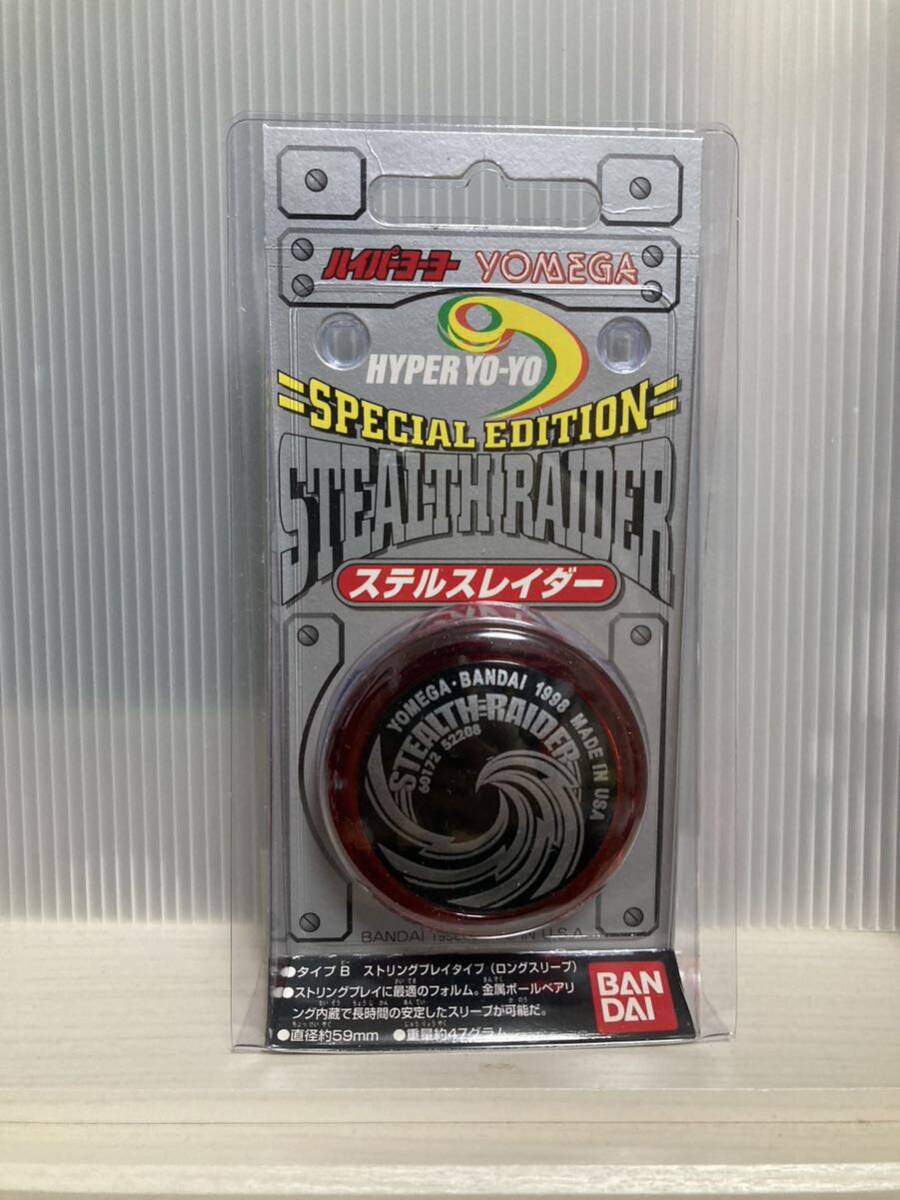 ハイパーヨーヨー YOMEGA
HYPER YO-YO
SPECIAL EDITION
STEALTH RAIDER
ステルスレイダー
YOMEGA・BANDAI 1998 MADE IN USA
STEALTH RAIDER
60172 52208
BANDAI 1998 IN U.S.A
●タイプB ストリングプレイタイプ（ロングスリープ）
●ストリングプレイに最適のフォルム。金属ボールベアリ
ング内蔵で長時間の安定したスリープが可能だ。
●直径約59mm ●重量約47グラム
BAN
DAI